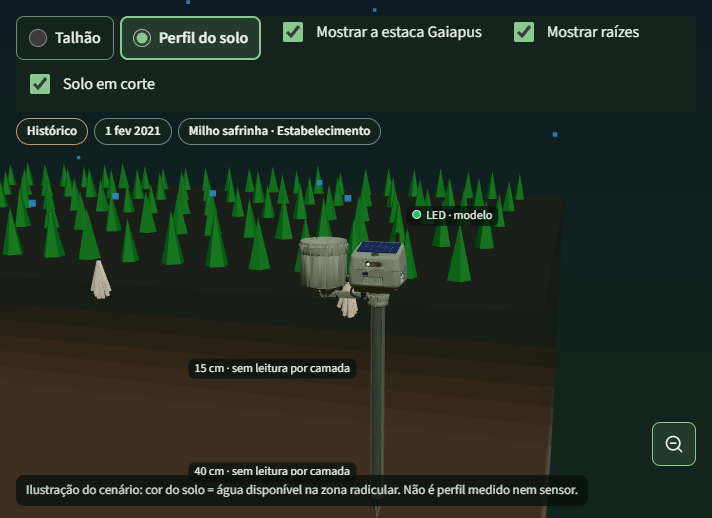 Talhão
Perfil do solo
Mostrar a estaca Gaiapus
Mostrar raízes
Solo em corte
Histórico
1 fev 2021
Milho safrinha · Estabelecimento
LED · modelo
15 cm · sem leitura por camada
40 cm · sem leitura por camada
Ilustração do cenário: cor do solo = água disponível na zona radicular. Não é perfil medido nem sensor.